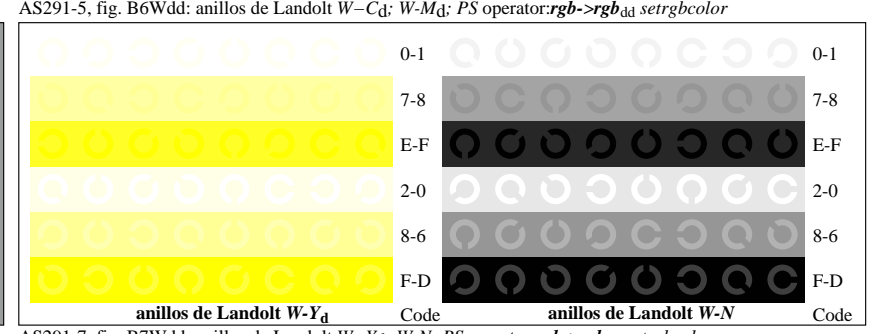 AS291-5, fig. B6Wdd: anillos de Landolt W–Cd; W-Md; PS operator:rgb->rgbdd setrgbcolor
0-1 0-1
7-8 7-8
E-F E-F
2-0 2-0
8-6 8-6
F-D F-D
anillos de Landolt W-Yd Code anillos de Landolt W-N Code